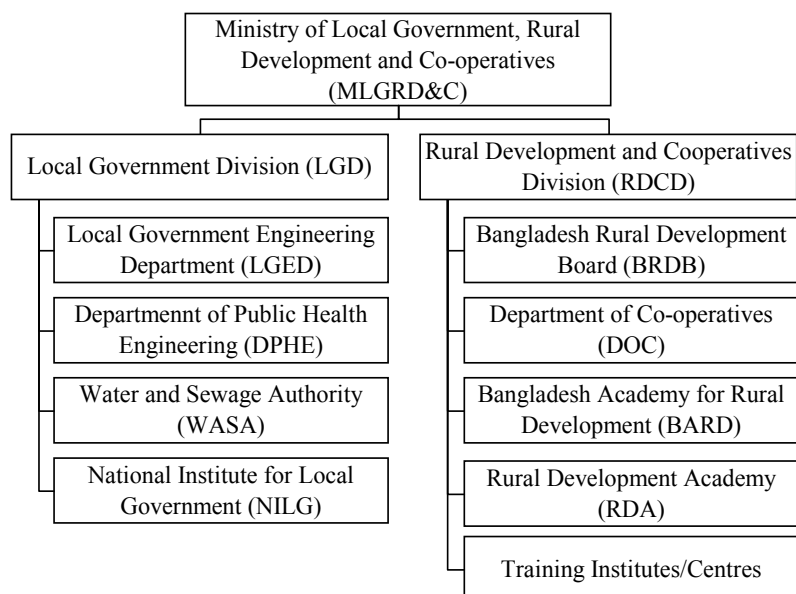 Ministry of Local Government, Rural
Development and Co-operatives
(MLGRD&C)
Local Government Division (LGD)
Rural Development and Cooperatives
Division (RDCD)
Local Government Engineering
Department (LGED)
Departmennt of Public Health
Engineering (DPHE)
Water and Sewage Authority
(WASA)
National Institute for Local
Government (NILG)
Bangladesh Rural Development
Board (BRDB)
Department of Co-operatives
(DOC)
Bangladesh Academy for Rural
Development (BARD)
Rural Development Academy
(RDA)
Training Institutes/Centres